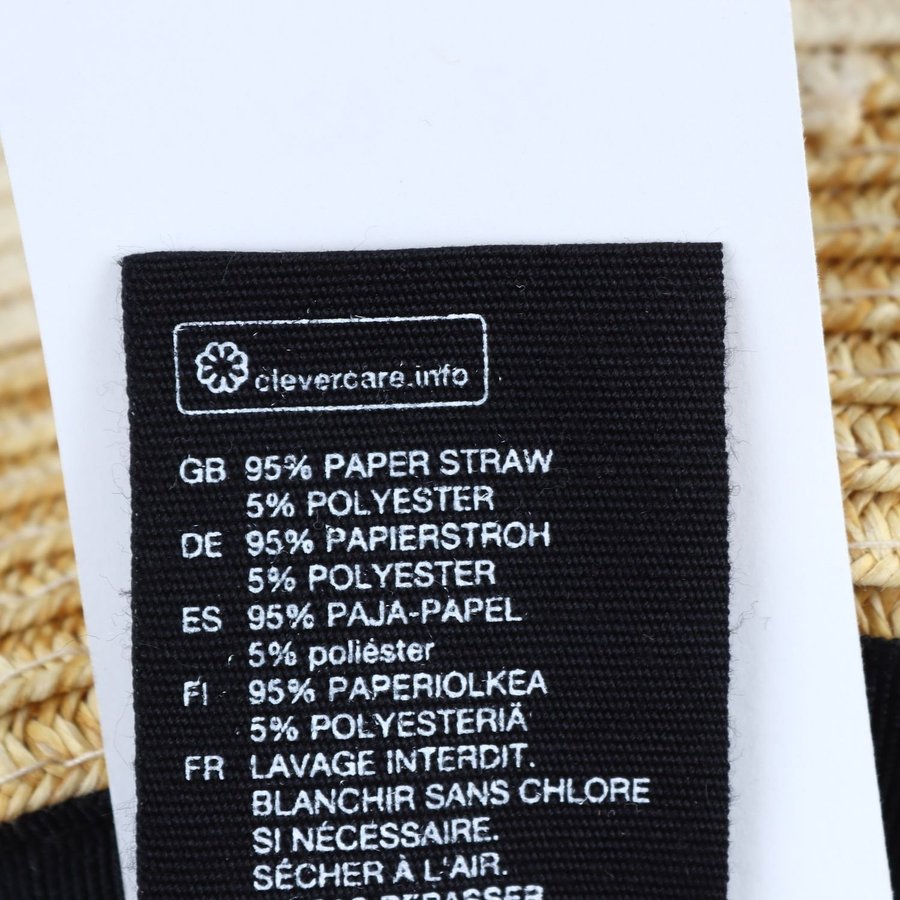 clevercare.info
GB 95% PAPER STRAW
5% POLYESTER
DE 95% PAPIERSTROH
5% POLYESTER
ES 95% PAJA-PAPEL
5% poliéster
FI 95% PAPERIOLKEA
5% POLYESTERIÄ
FR LAVAGE INTERDIT.
BLANCHIR SANS CHLORE
SI NÉCESSAIRE.
SÉCHER À L'AIR.
DÉPASSER